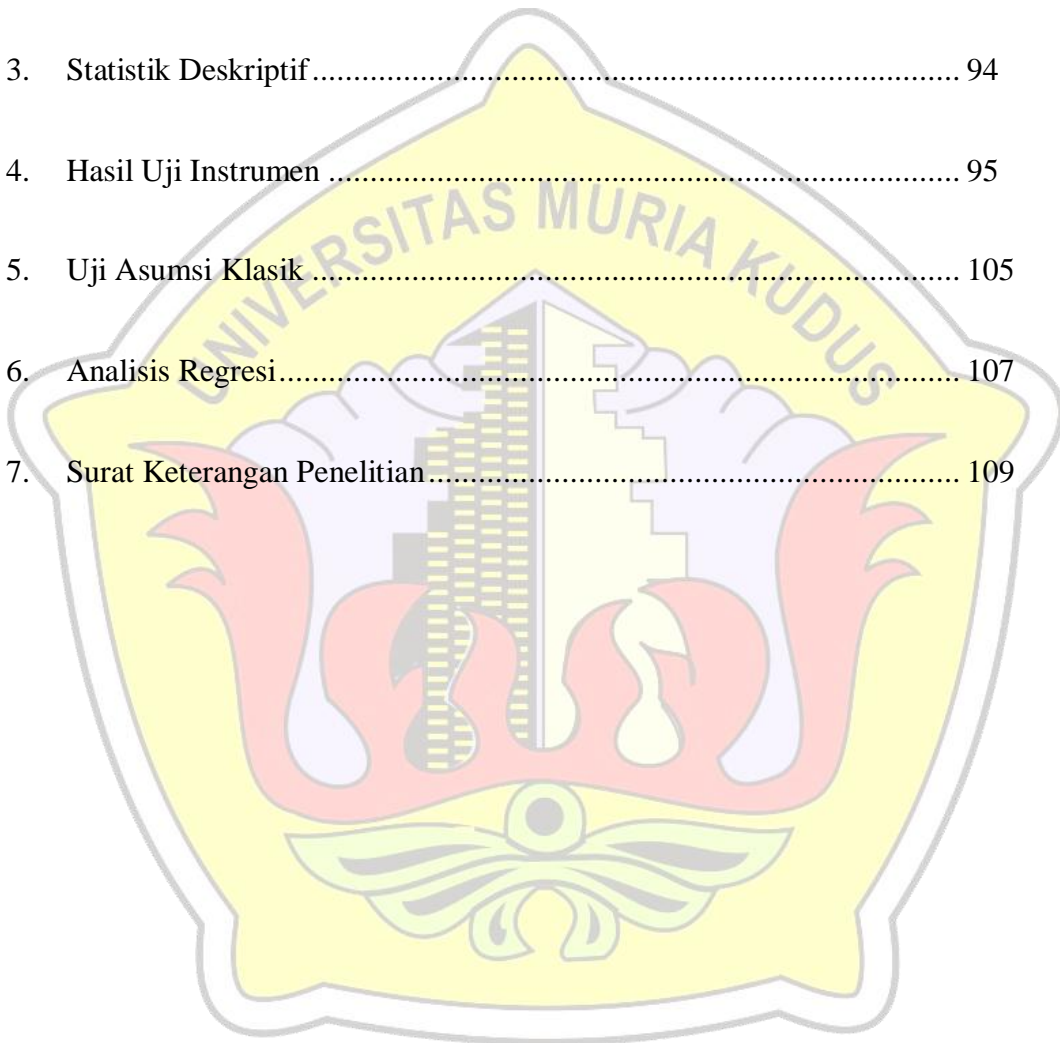 3. Statistik Deskriptif ............................................................................... 94
4. Hasil Uji Instrumen ............................................................................. 95
UNIVERSITAS MURIA KUDUS
5. Uji Asumsi Klasik ............................................................................... 105
6. Analisis Regresi................................................................................... 107
7. Surat Keterangan Penelitian................................................................. 109